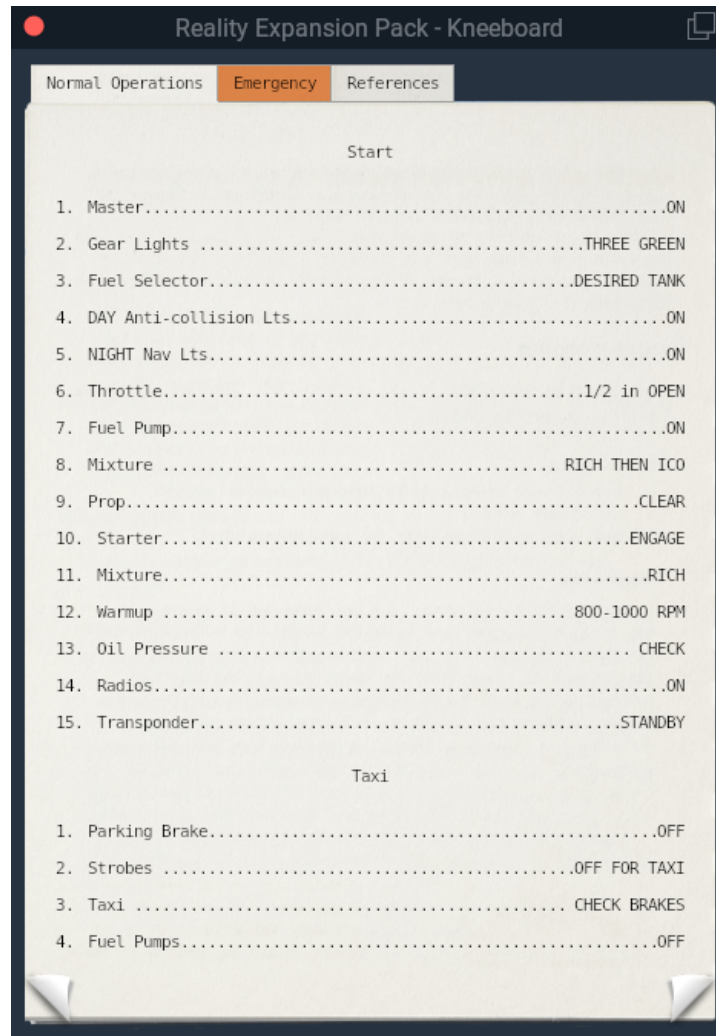 Reality Expansion Pack - Kneeboard
Normal Operations Emergency References
Start
1. Master............................................................ON
2. Gear Lights ..........................................THREE GREEN
3. Fuel Selector........................................DESIRED TANK
4. DAY Anti-collision Lts............................................ON
5. NIGHT Nav Lts.....................................................ON
6. Throttle..............................................1/2 in OPEN
7. Fuel Pump.........................................................ON
8. Mixture ........................................... RICH THEN ICO
9. Prop........................................................CLEAR
10. Starter...................................................ENGAGE
11. Mixture.....................................................RICH
12. Warmup ............................................ 800-1000 RPM
13. Oil Pressure ............................................. CHECK
14. Radios...........................................................ON
15. Transponder..............................................STANDBY
Taxi
1. Parking Brake.................................................OFF
2. Strobes .............................................OFF FOR TAXI
3. Taxi ............................................... CHECK BRAKES
4. Fuel Pumps....................................................OFF